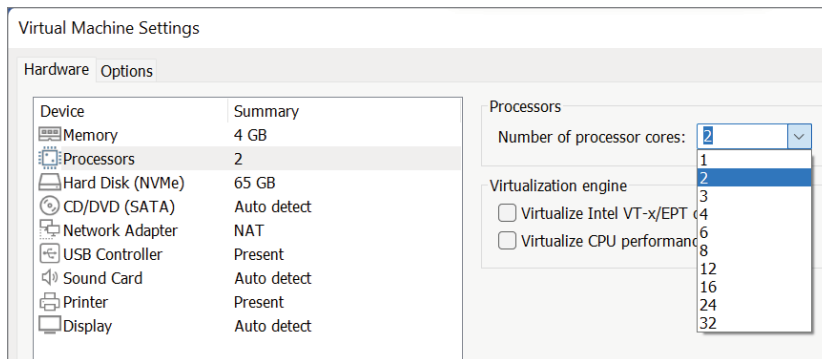 Virtual Machine Settings
Hardware Options
Device Summary
Memory 4 GB
Processors 2
Hard Disk (NVMe) 65 GB
CD/DVD (SATA) Auto detect
Network Adapter NAT
USB Controller Present
Sound Card Auto detect
Printer Present
Display Auto detect
Processors
Number of processor cores: 2
1
2
3
4
6
8
12
16
24
32
Virtualization engine
Virtualize Intel VT-x/EPT
Virtualize CPU